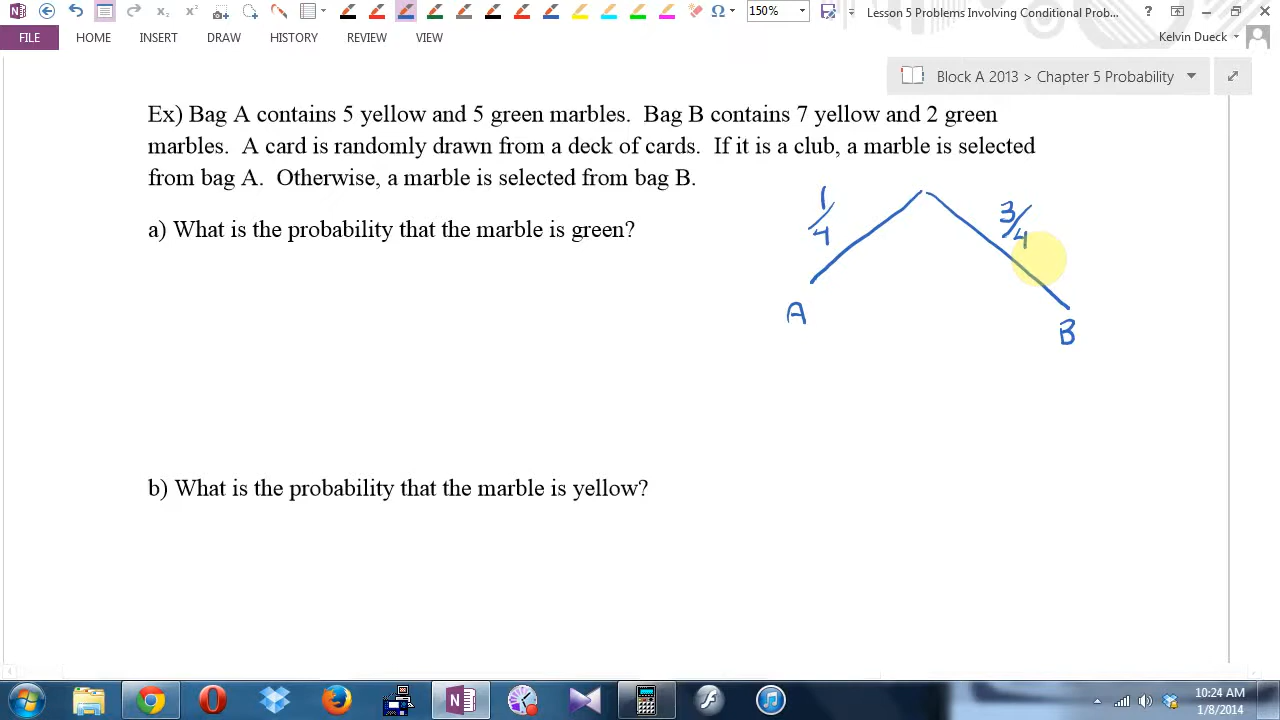 150%
Lesson 5 Problems Involving Conditional Prob...
FILE HOME INSERT DRAW HISTORY REVIEW VIEW
Kelvin Dueck
Block A 2013 > Chapter 5 Probability
Ex) Bag A contains 5 yellow and 5 green marbles. Bag B contains 7 yellow and 2 green
marbles. A card is randomly drawn from a deck of cards. If it is a club, a marble is selected
from bag A. Otherwise, a marble is selected from bag B.
1/4
3/4
a) What is the probability that the marble is green?
A
B
b) What is the probability that the marble is yellow?
10:24 AM
1/8/2014